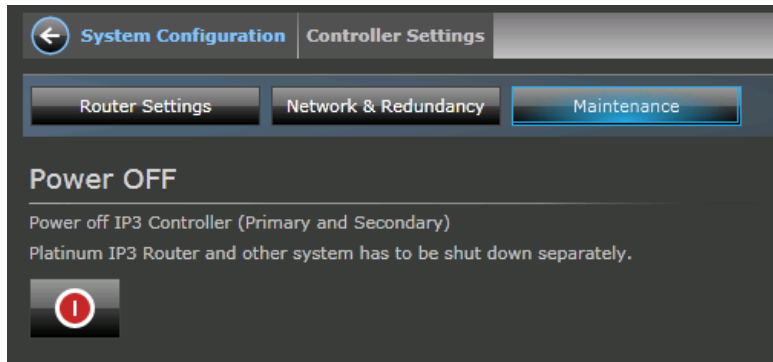 System Configuration Controller Settings
Router Settings Network & Redundancy Maintenance
Power OFF
Power off IP3 Controller (Primary and Secondary)
Platinum IP3 Router and other system has to be shut down separately.